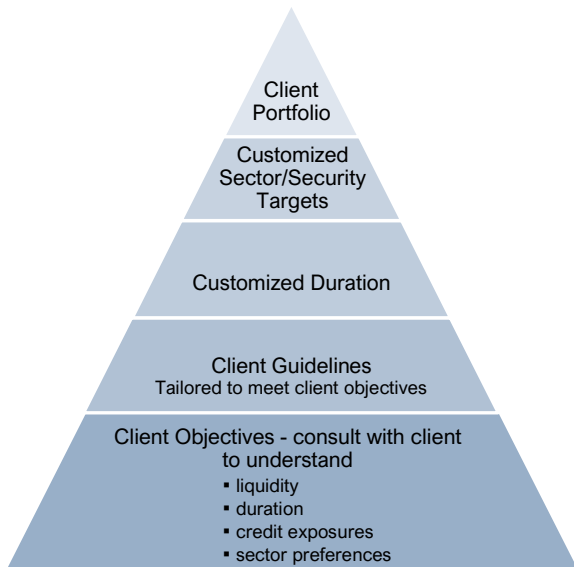 Client
Portfolio
Customized
Sector/Security
Targets
Customized Duration
Client Guidelines
Tailored to meet client objectives
Client Objectives - consult with client
to understand
▪ liquidity
▪ duration
▪ credit exposures
▪ sector preferences